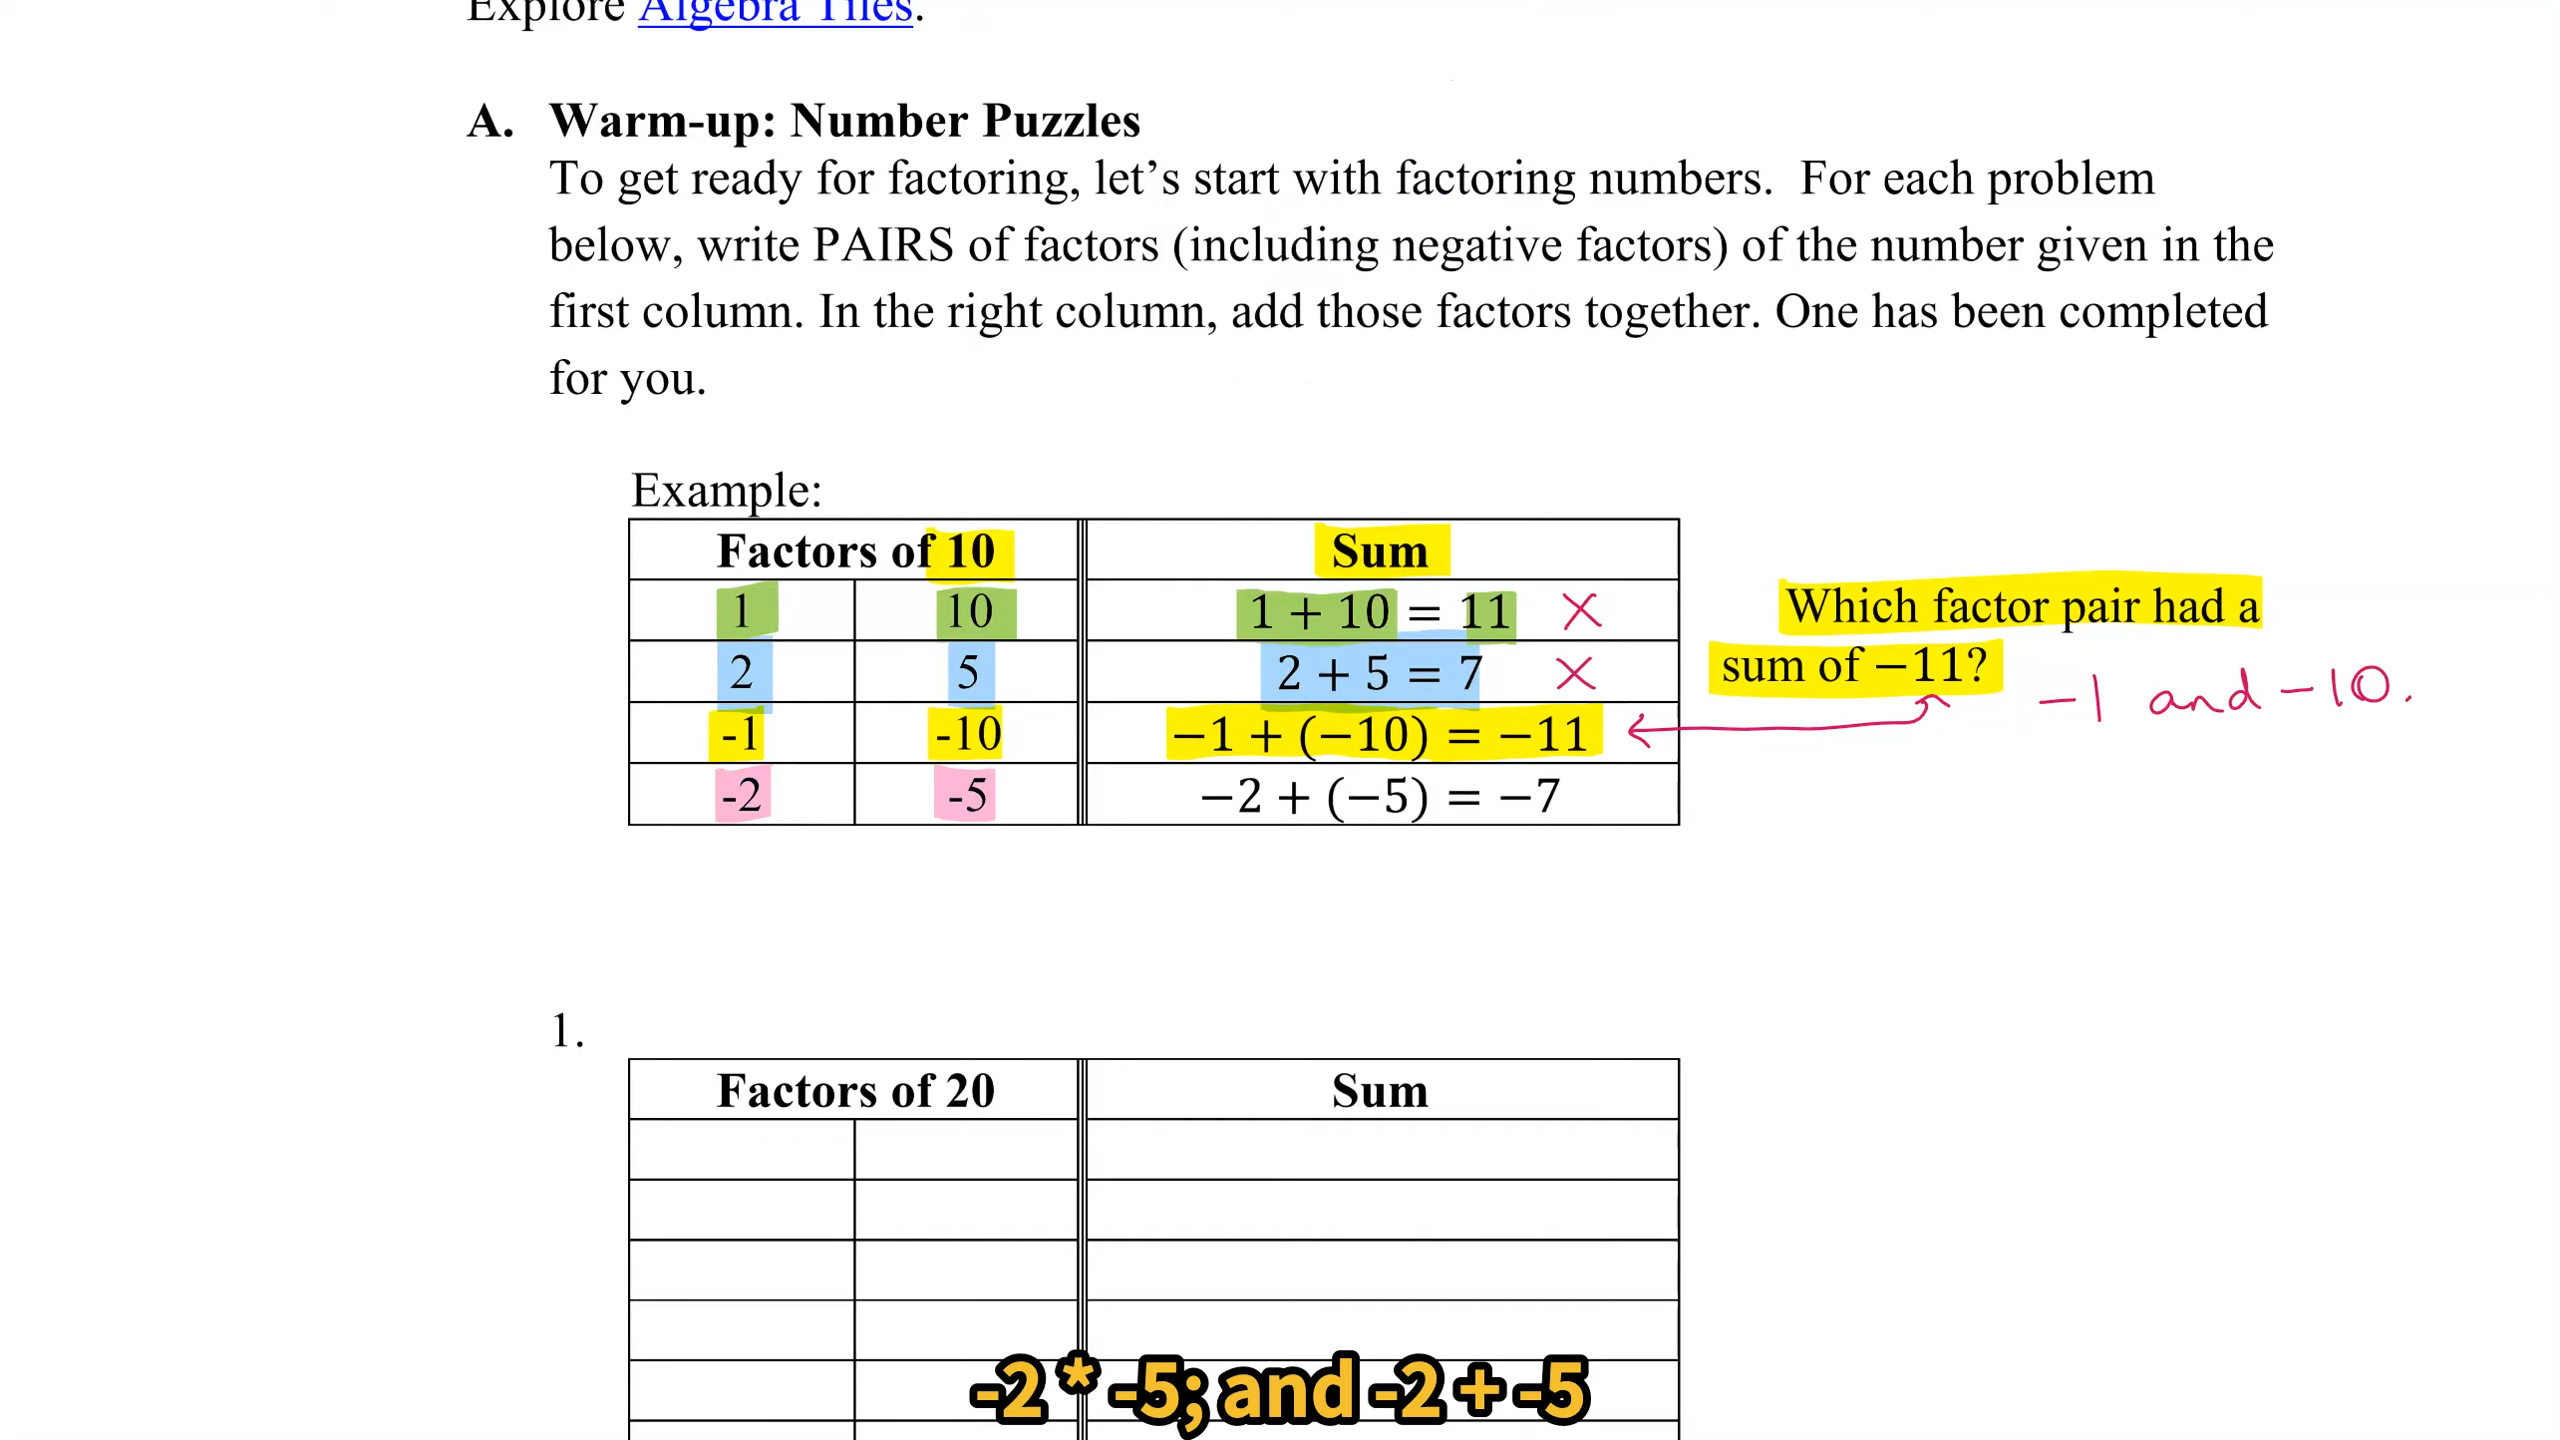 Explore Algebra Tiles.
A. Warm-up: Number Puzzles
To get ready for factoring, let’s start with factoring numbers.  For each problem
below, write PAIRS of factors (including negative factors) of the number given in the
first column. In the right column, add those factors together. One has been completed
for you.
Example:
Factors of 10 Sum
1 10 1 + 10 = 11 ×
2 5 2 + 5 = 7 ×
-1 -10 −1 + (−10) = −11
-2 -5 −2 + (−5) = −7
Which factor pair had a
sum of −11?
-1 and -10.
1.
Factors of 20 Sum
-2 * -5; and -2 + -5